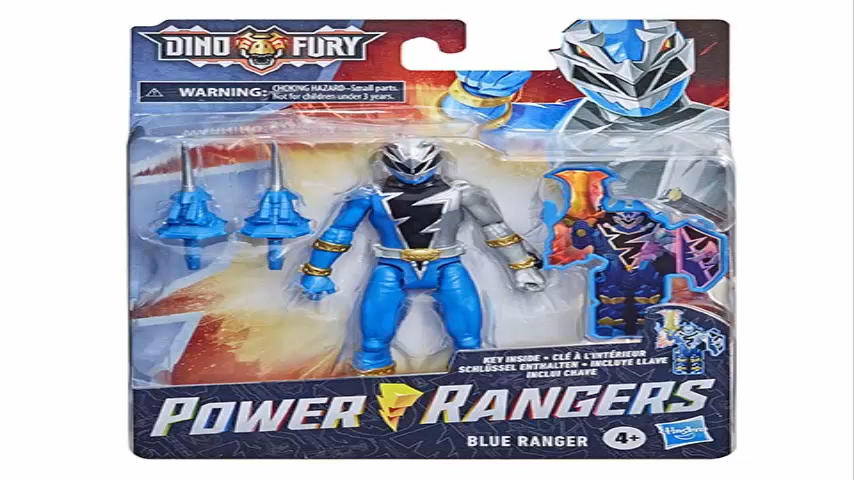 DINO FURY
WARNING: CHOKING HAZARD–Small parts.
Not for children under 3 years.
KEY INSIDE • CLÉ À L'INTÉRIEUR
SCHLÜSSEL ENTHALTEN • INCLUYE LLAVE
INCLUI CHAVE
POWER RANGERS
BLUE RANGER 4+
Hasbro